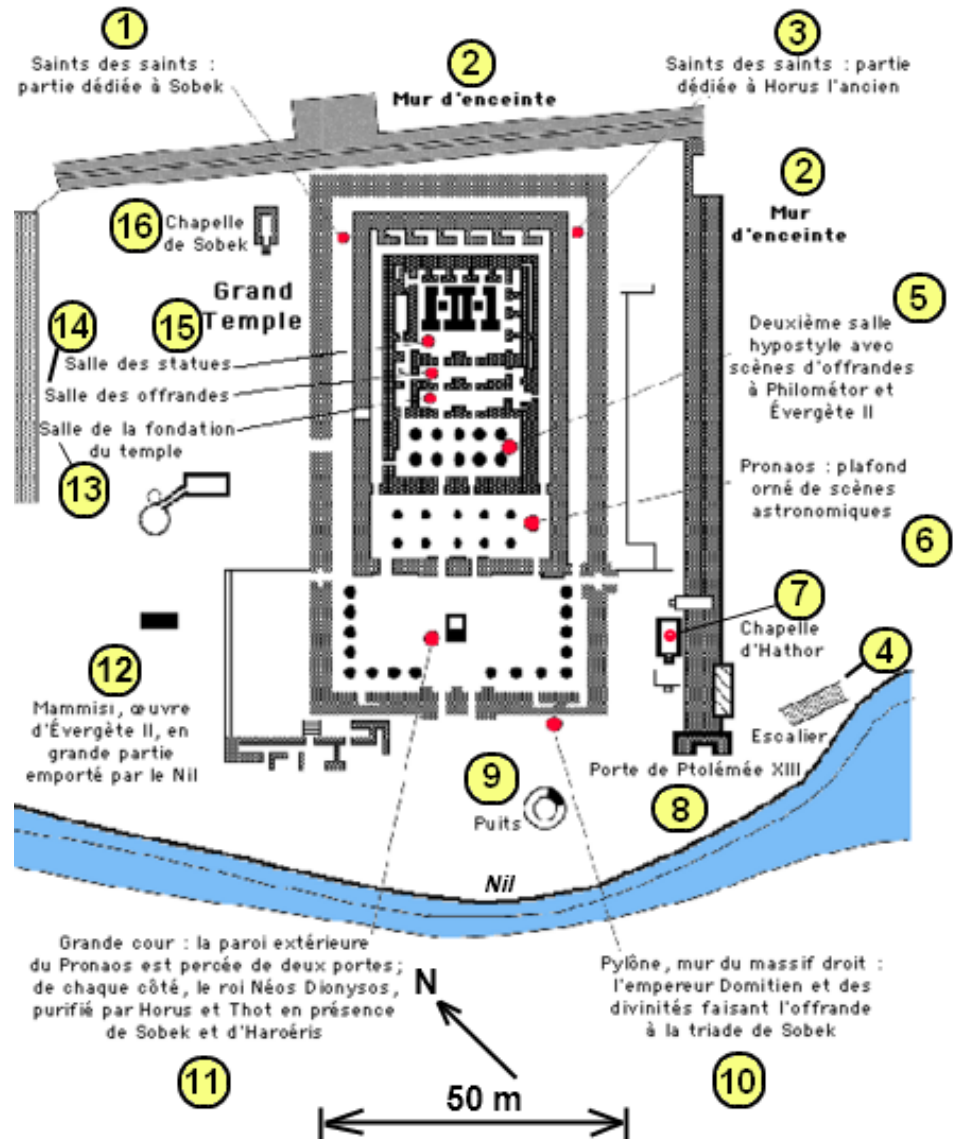 1
Saints des saints :
partie dédiée à Sobek
2
Mur d'enceinte
3
Saints des saints : partie
dédiée à Horus l'ancien
2
Mur
d'enceinte
16
Chapelle
de Sobek
Grand
Temple
14
15
Salle des statues
Salle des offrandes
Salle de la fondation
du temple
13
5
Deuxième salle
hypostyle avec
scènes d'offrandes
à Philométor et
Évergète II
Pronaos : plafond
orné de scènes
astronomiques
6
7
Chapelle
d'Hathor
4
Escalier
12
Mammisi, œuvre
d'Évergète II, en
grande partie
emporté par le Nil
Porte de Ptolémée XIII
8
9
Puits
Nil
Grande cour : la paroi extérieure
du Pronaos est percée de deux portes;
de chaque côté, le roi Néos Dionysos,
purifié par Horus et Thot en présence
de Sobek et d'Haroéris
11
N
Pylône, mur du massif droit :
l'empereur Domitien et des
divinités faisant l'offrande
à la triade de Sobek
10
50 m